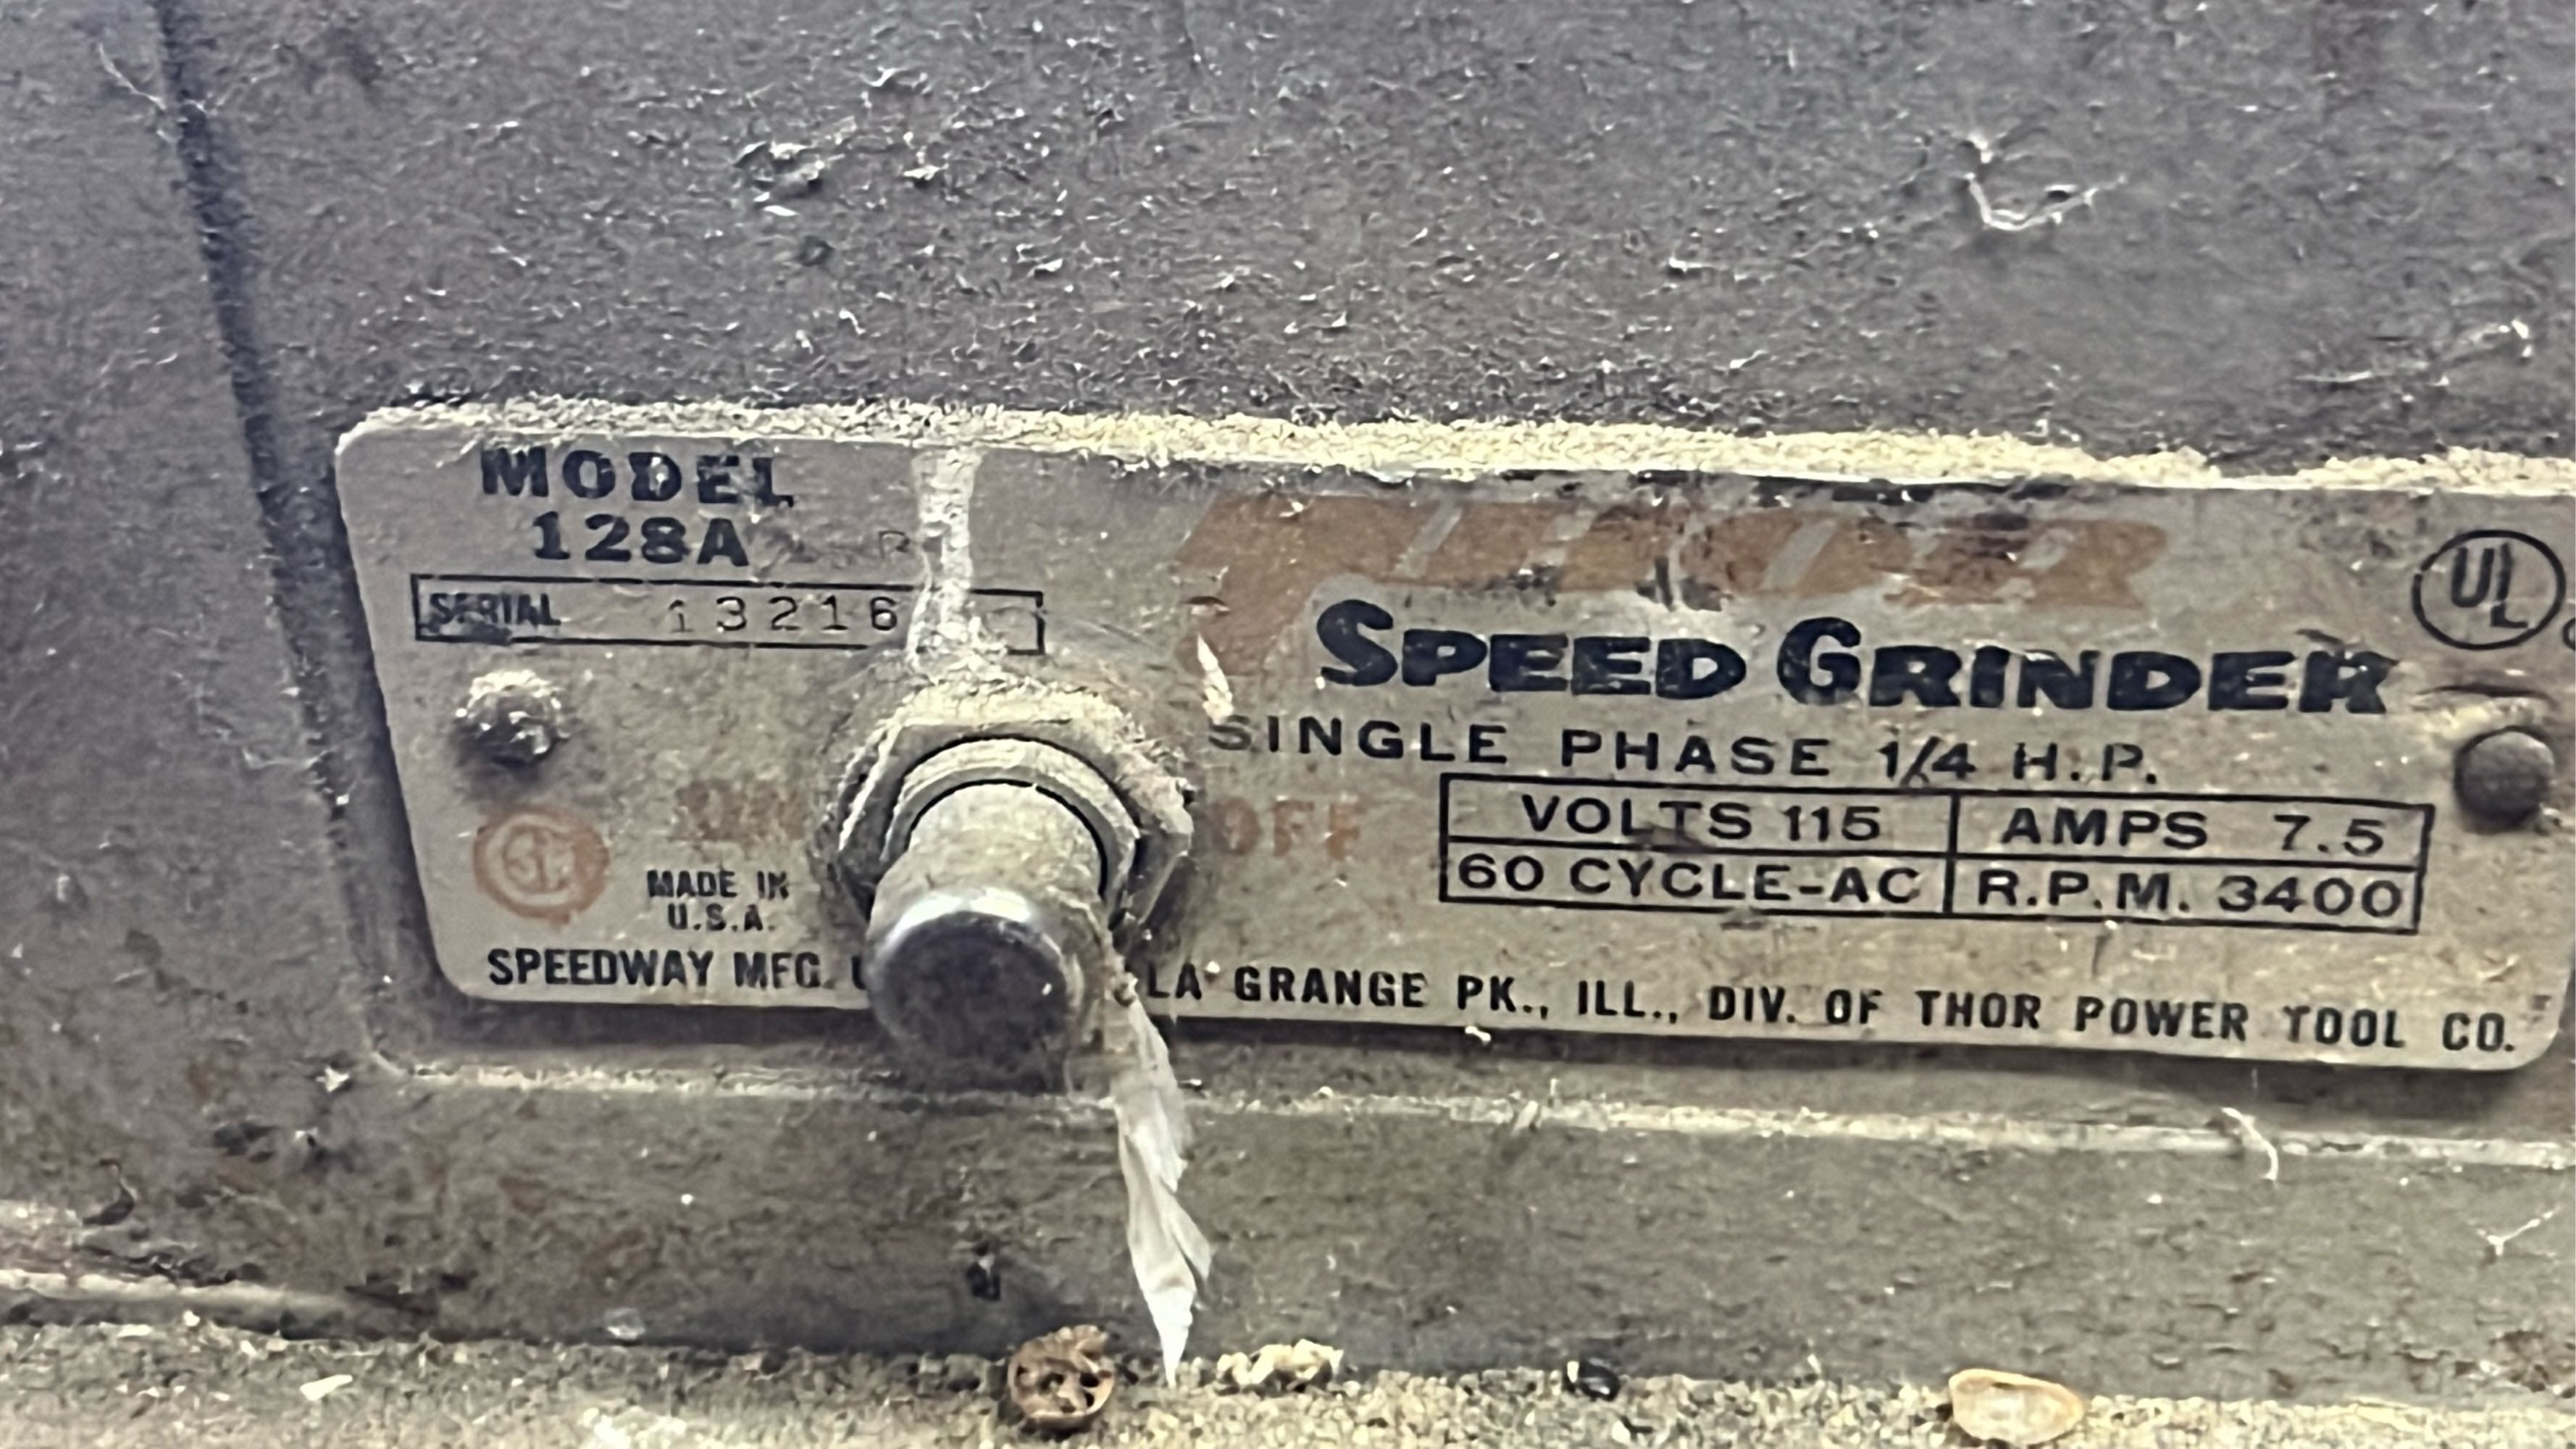 MODEL
128A
SERIAL 13216
THOR
UL
SPEED GRINDER
SINGLE PHASE 1/4 H.P.
OFF
VOLTS 115 AMPS 7.5
60 CYCLE-AC R.P.M. 3400
MADE IN
U.S.A.
SPEEDWAY MFG. LA GRANGE PK., ILL., DIV. OF THOR POWER TOOL CO.